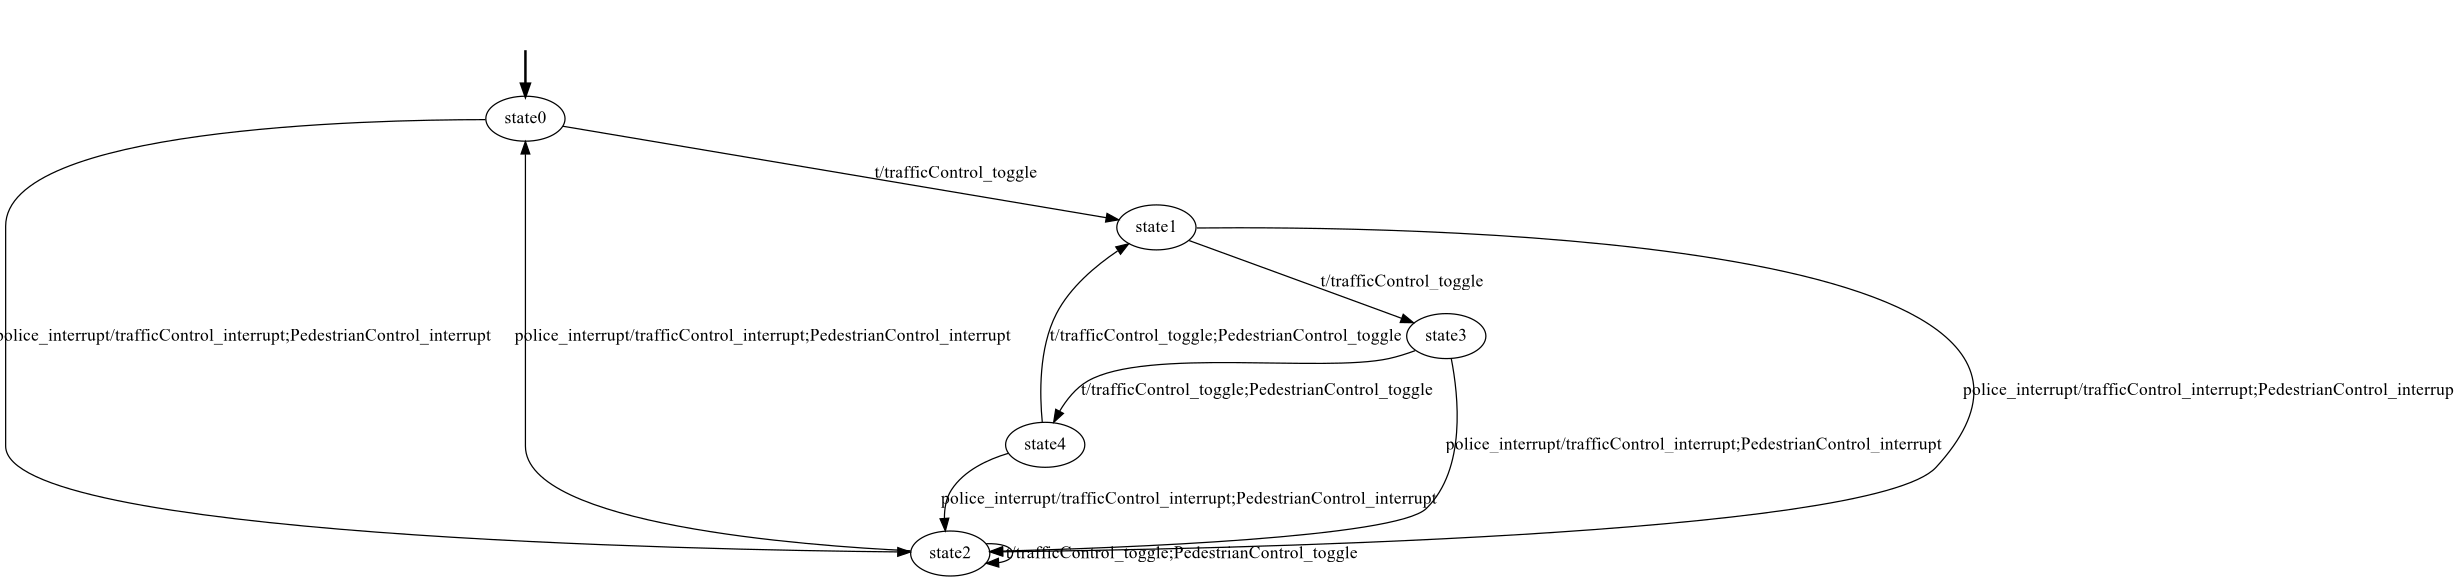 state0
t/trafficControl_toggle
state1
t/trafficControl_toggle
police_interrupt/trafficControl_interrupt;PedestrianControl_interrupt
police_interrupt/trafficControl_interrupt;PedestrianControl_interrupt
t/trafficControl_toggle;PedestrianControl_toggle
state3
t/trafficControl_toggle;PedestrianControl_toggle
police_interrupt/trafficControl_interrupt;PedestrianControl_interrup
state4
police_interrupt/trafficControl_interrupt;PedestrianControl_interrupt
police_interrupt/trafficControl_interrupt;PedestrianControl_interrupt
state2
t/trafficControl_toggle;PedestrianControl_toggle